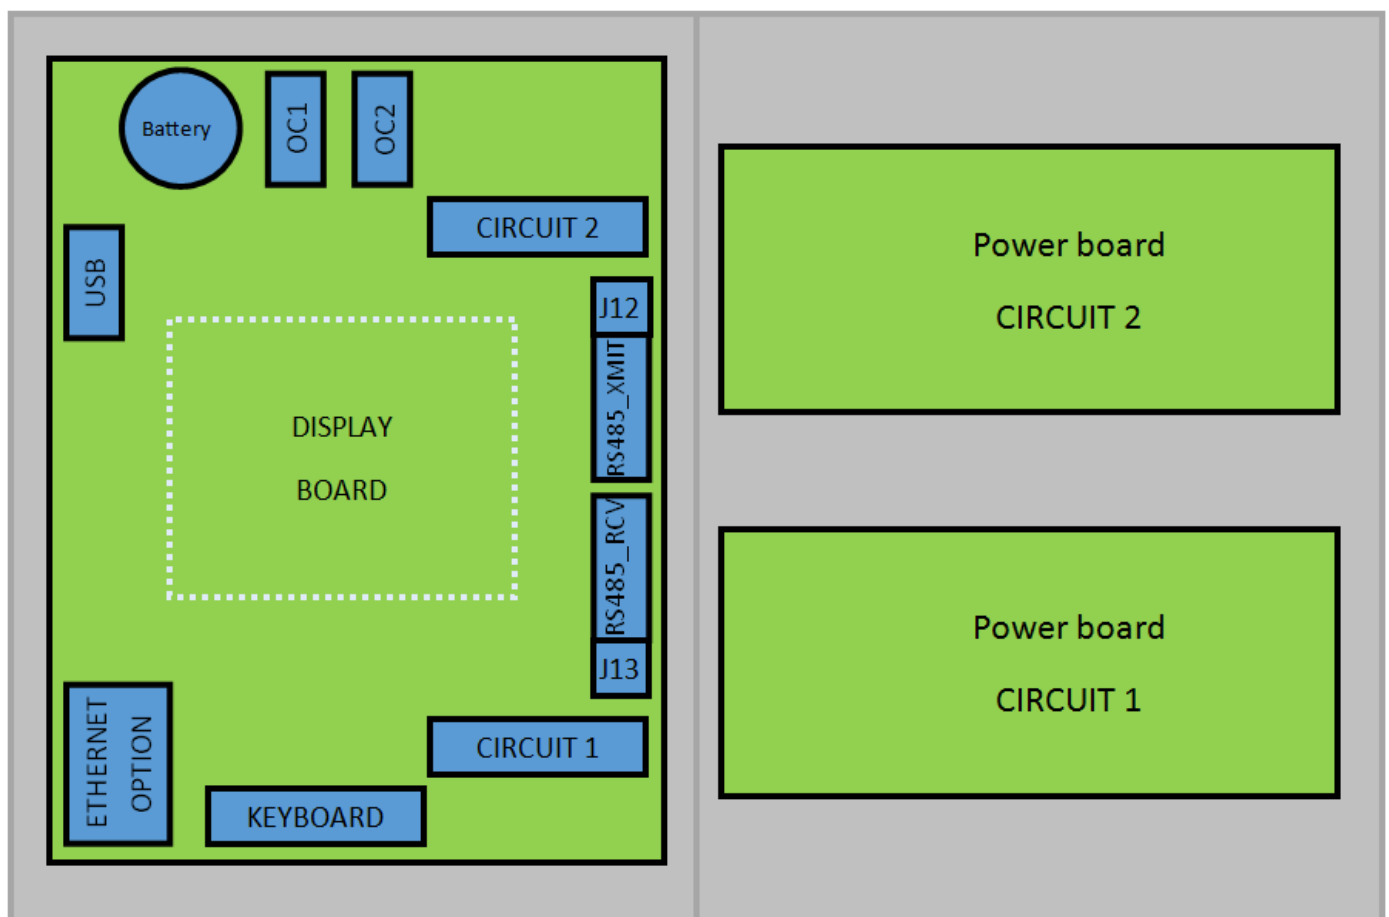 Battery
OC1
OC2
CIRCUIT 2
USB
J12
RS485_XMIT
DISPLAY
BOARD
RS485_RCV
J13
CIRCUIT 1
ETHERNET
OPTION
KEYBOARD
Power board
CIRCUIT 2
Power board
CIRCUIT 1